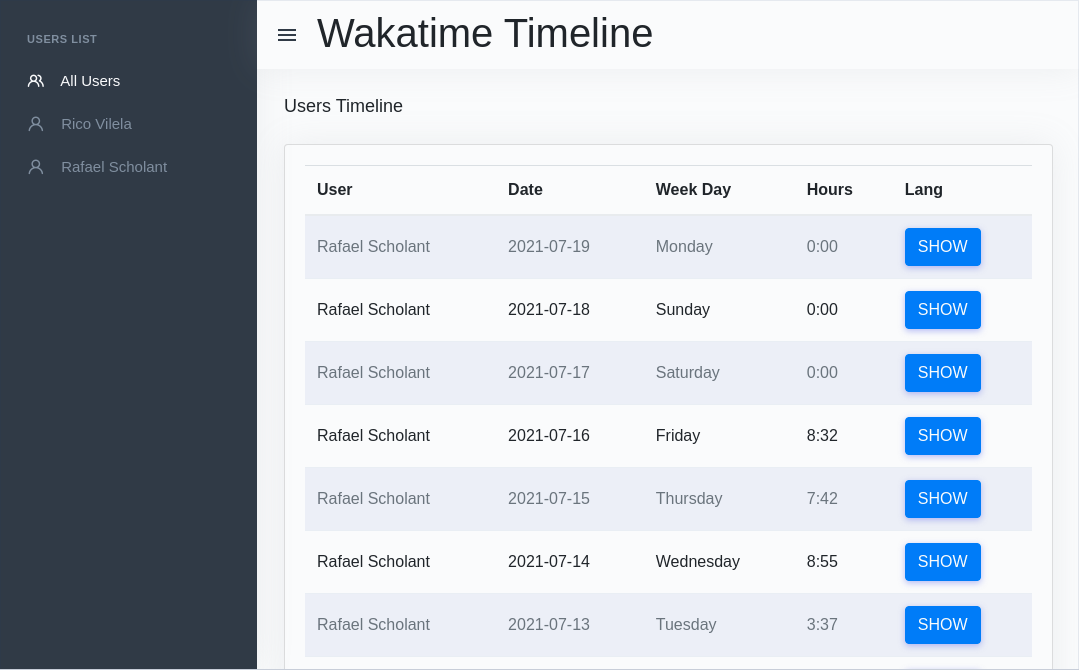 USERS LIST
All Users
Rico Vilela
Rafael Scholant
Wakatime Timeline
Users Timeline
User Date Week Day Hours Lang
Rafael Scholant 2021-07-19 Monday 0:00 SHOW
Rafael Scholant 2021-07-18 Sunday 0:00 SHOW
Rafael Scholant 2021-07-17 Saturday 0:00 SHOW
Rafael Scholant 2021-07-16 Friday 8:32 SHOW
Rafael Scholant 2021-07-15 Thursday 7:42 SHOW
Rafael Scholant 2021-07-14 Wednesday 8:55 SHOW
Rafael Scholant 2021-07-13 Tuesday 3:37 SHOW